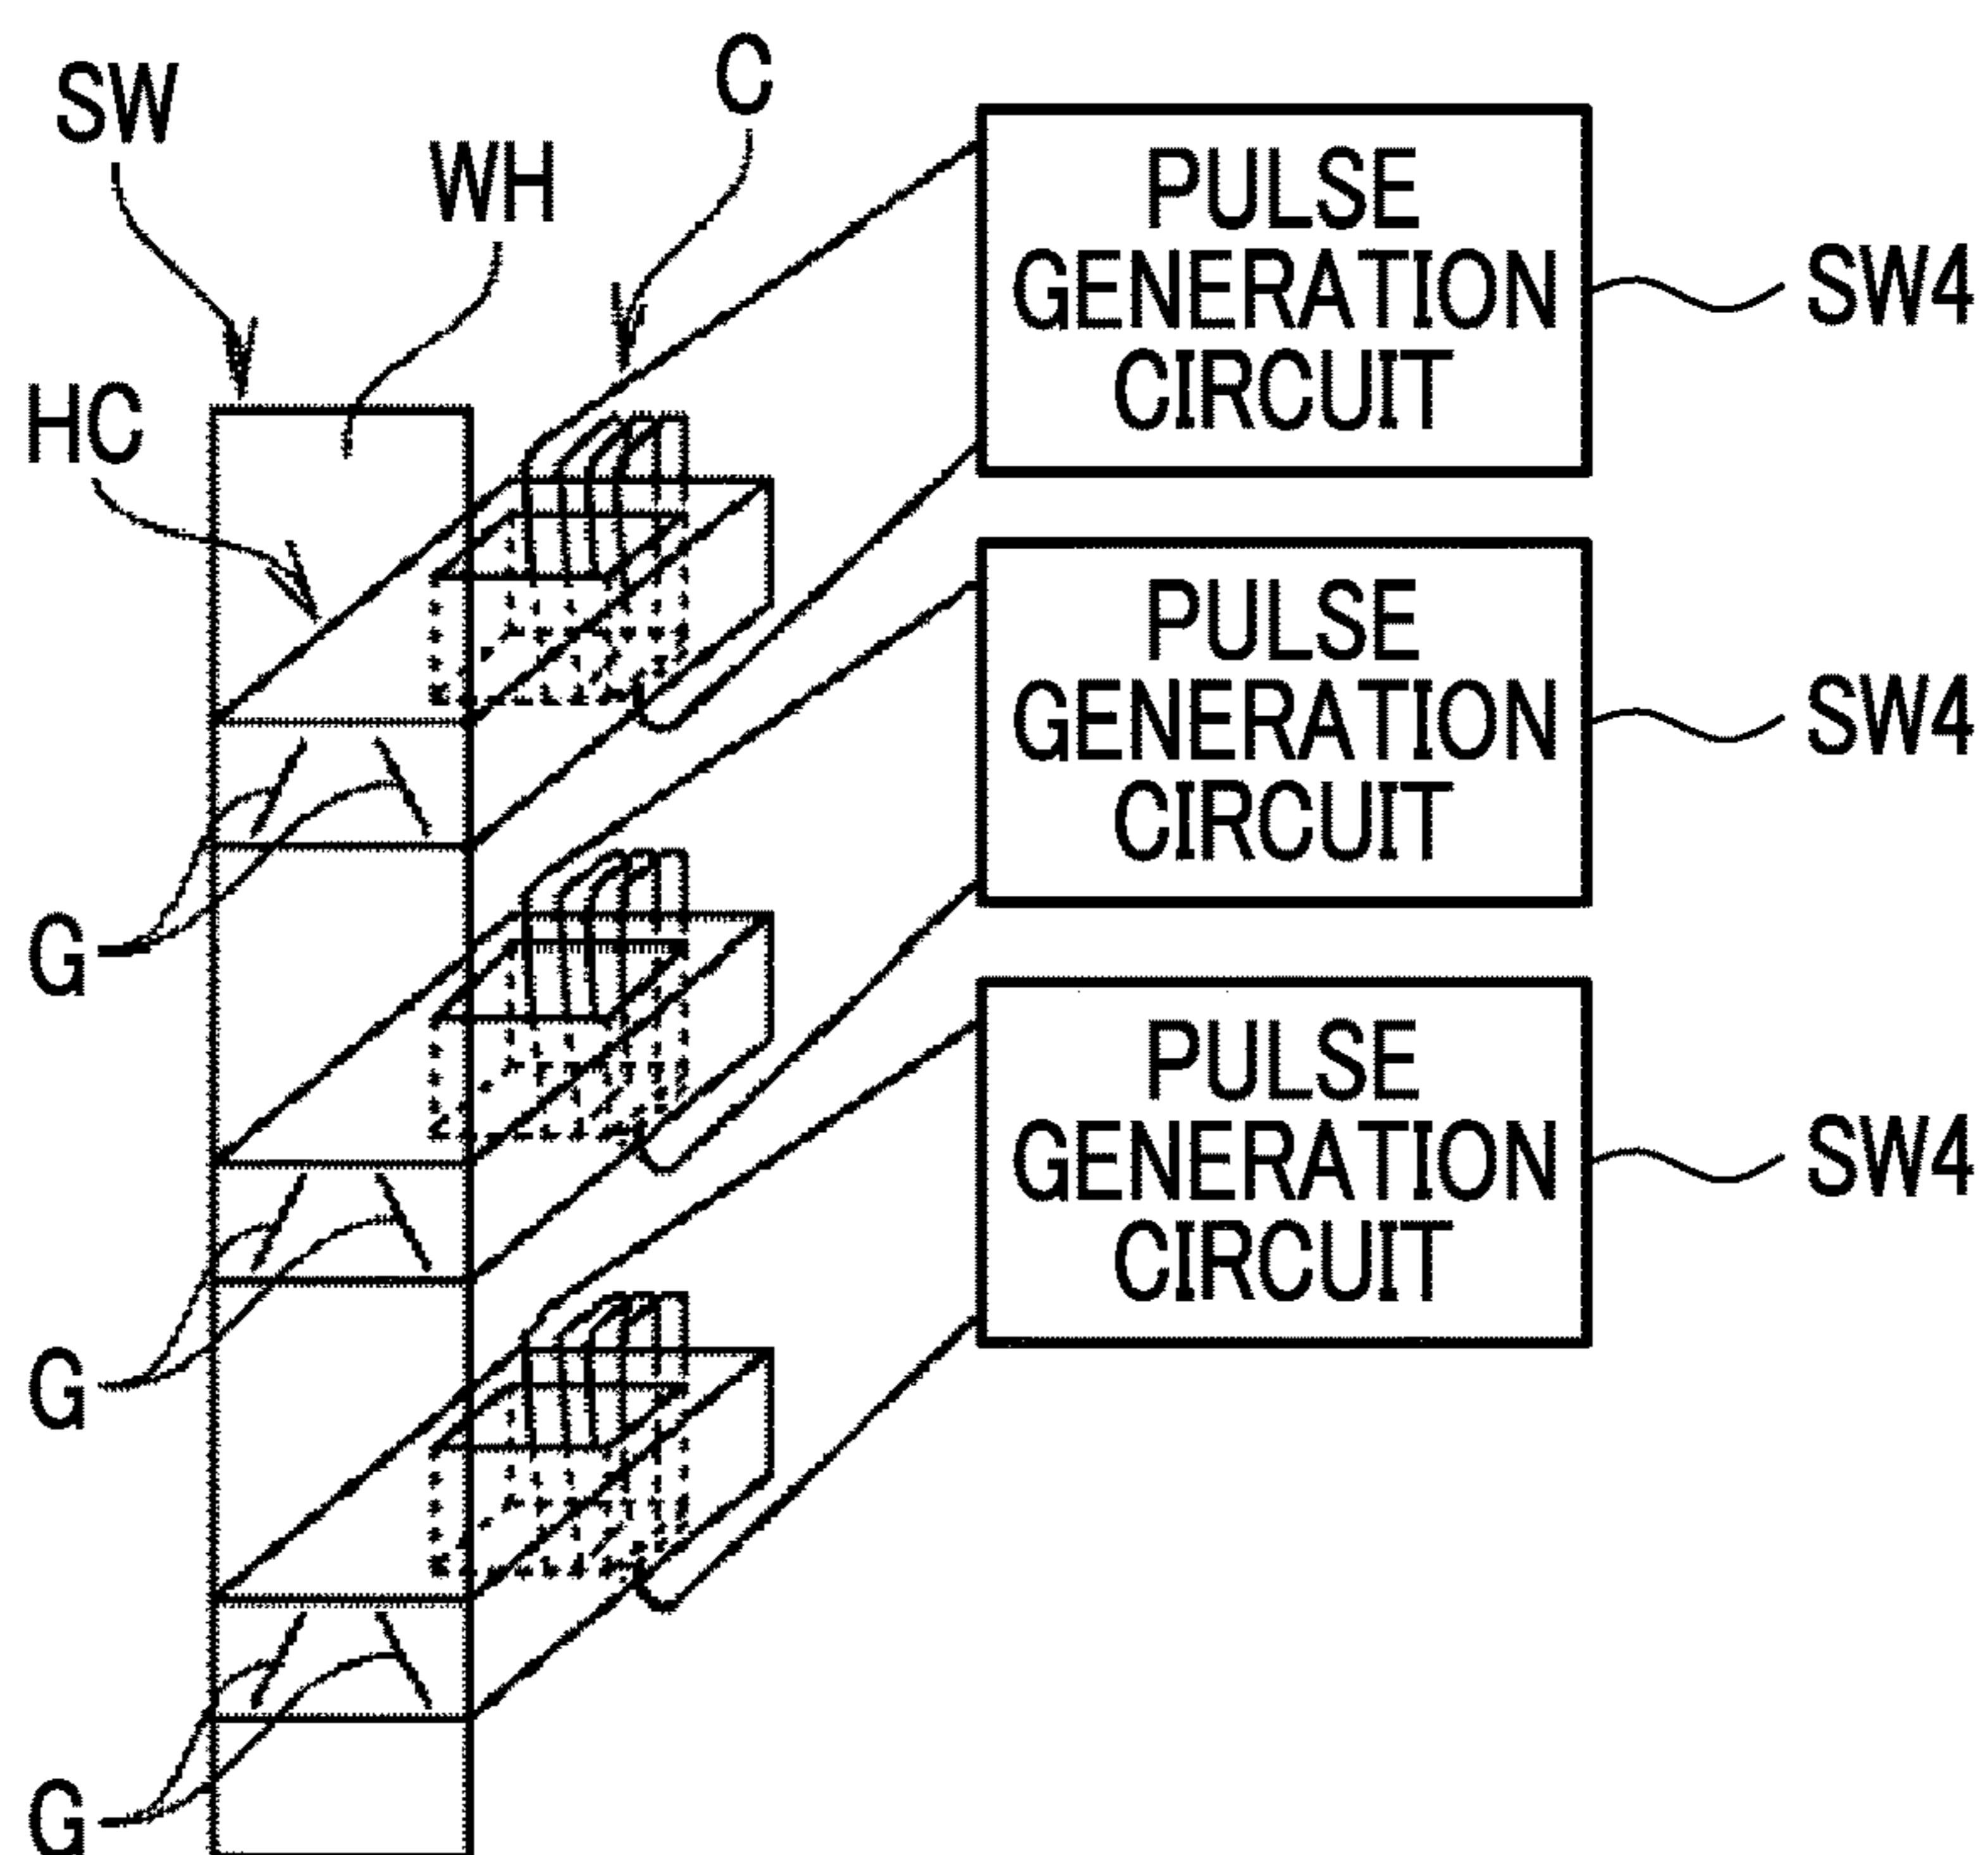 SW
C
WH
HC
PULSE
GENERATION
CIRCUIT
SW4
PULSE
GENERATION
CIRCUIT
SW4
G
PULSE
GENERATION
CIRCUIT
SW4
G
G